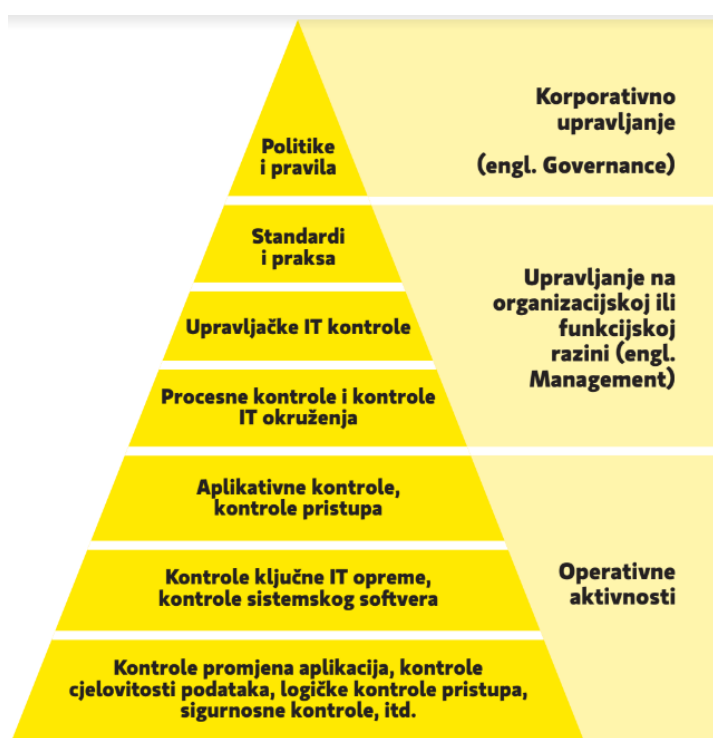 Politike
i pravila
Korporativno
upravljanje
(engl. Governance)
Standardi
i praksa
Upravljačke IT kontrole
Procesne kontrole i kontrole
IT okruženja
Upravljanje na
organizacijskoj ili
funkcijskoj
razini (engl.
Management)
Aplikativne kontrole,
kontrole pristupa
Kontrole ključne IT opreme,
kontrole sistemskog softvera
Kontrole promjena aplikacija, kontrole
cjelovitosti podataka, logičke kontrole pristupa,
sigurnosne kontrole, itd.
Operativne
aktivnosti